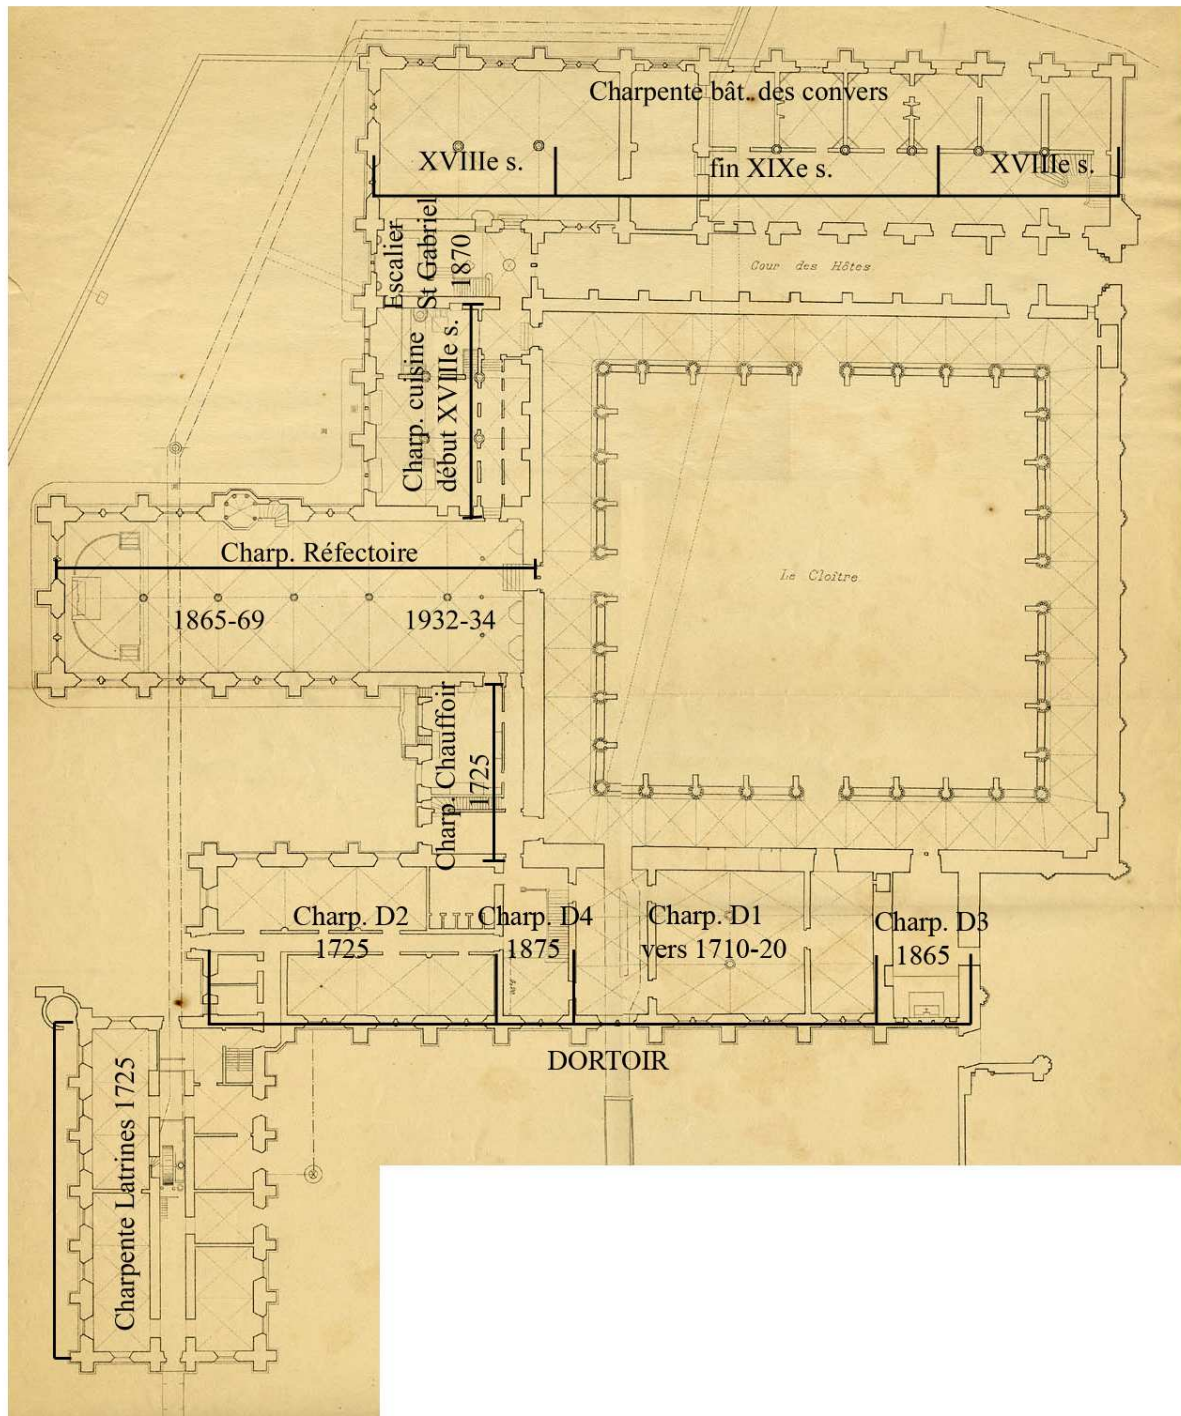 Charpente bât. des convers
XVIIIe s.
fin XIXe s.
XVIIIe s.
Escalier
St Gabriel
1870
Cour des Hôtes
Charp. cuisine
début XVIIIe s.
Charp. Réfectoire
1865-69
1932-34
Le Cloître
Charp. Chauffoir
1725
Charp. D2
1725
Charp. D4
1875
Charp. D1
vers 1710-20
Charp. D3
1865
DORTOIR
Charpente Latrines 1725